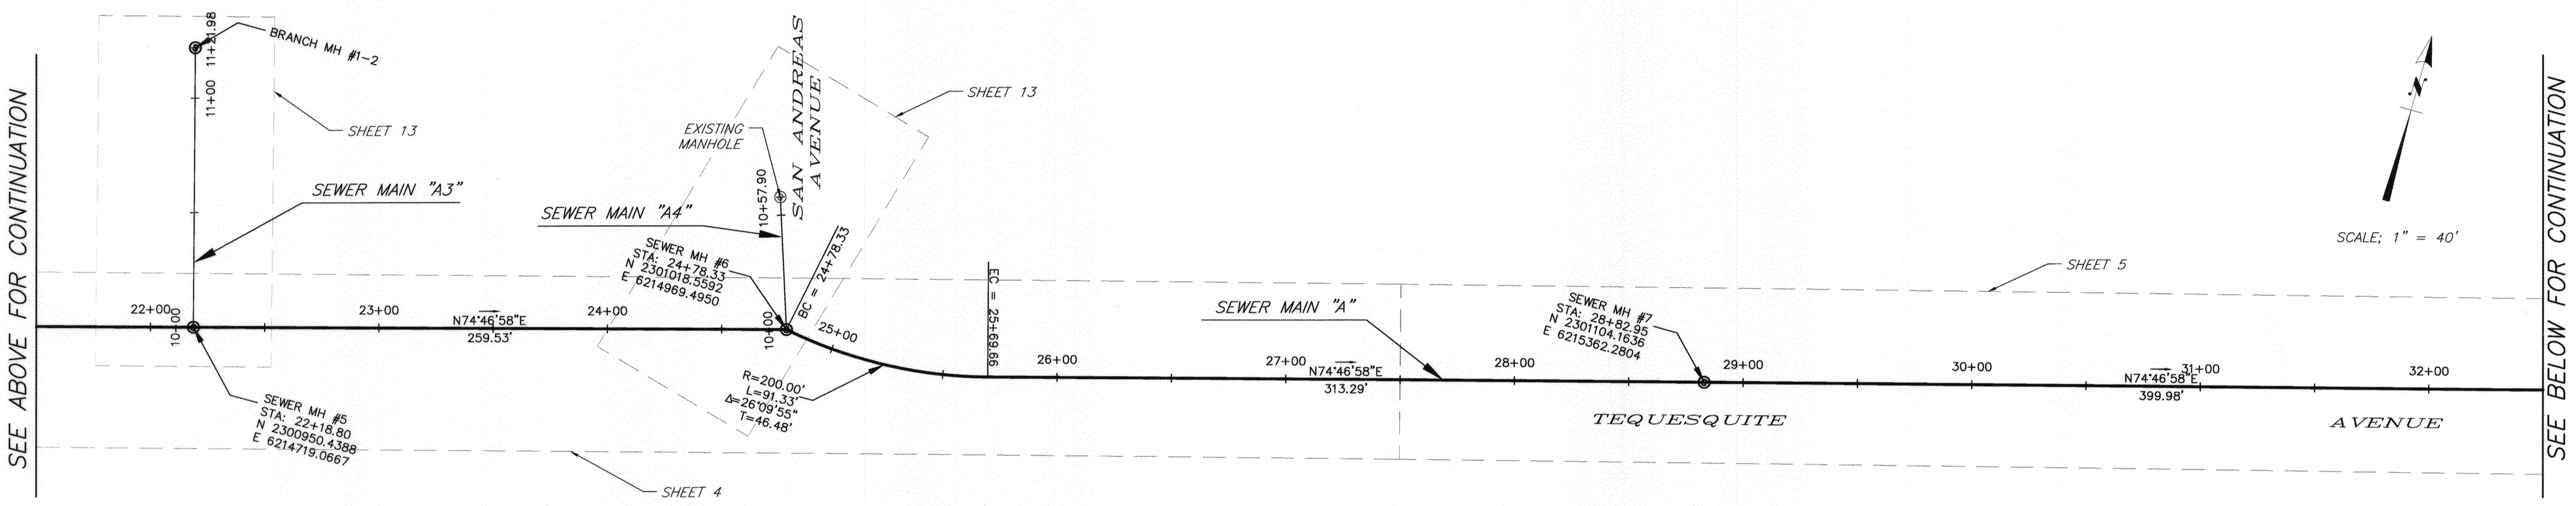 SEE ABOVE FOR CONTINUATION
11+21.98
BRANCH MH #1-2
11+00
SHEET 13
SEWER MAIN "A3"
22+00
10+00
SEWER MH #5
STA: 22+18.80
N 2300950.4388
E 6214719.0667
23+00
N74°46'58"E
259.53'
24+00
SHEET 4
SAN ANDREAS
AVENUE
SHEET 13
EXISTING
MANHOLE
10+57.90
SEWER MAIN "A4"
SEWER MH #6
STA: 24+78.33
N 2301018.5592
E 6214969.4950
BC = 24+78.33
10+00
25+00
R=200.00'
L=91.33'
Δ=26°09'55"
T=46.48'
EC = 25+69.66
26+00
SEWER MAIN "A"
27+00
N74°46'58"E
313.29'
28+00
SEWER MH #7
STA: 28+82.95
N 2301104.1636
E 6215362.2804
29+00
TEQUESQUITE
30+00
SHEET 5
31+00
N74°46'58"E
399.98'
32+00
AVENUE
N
SCALE; 1" = 40'
SEE BELOW FOR CONTINUATION